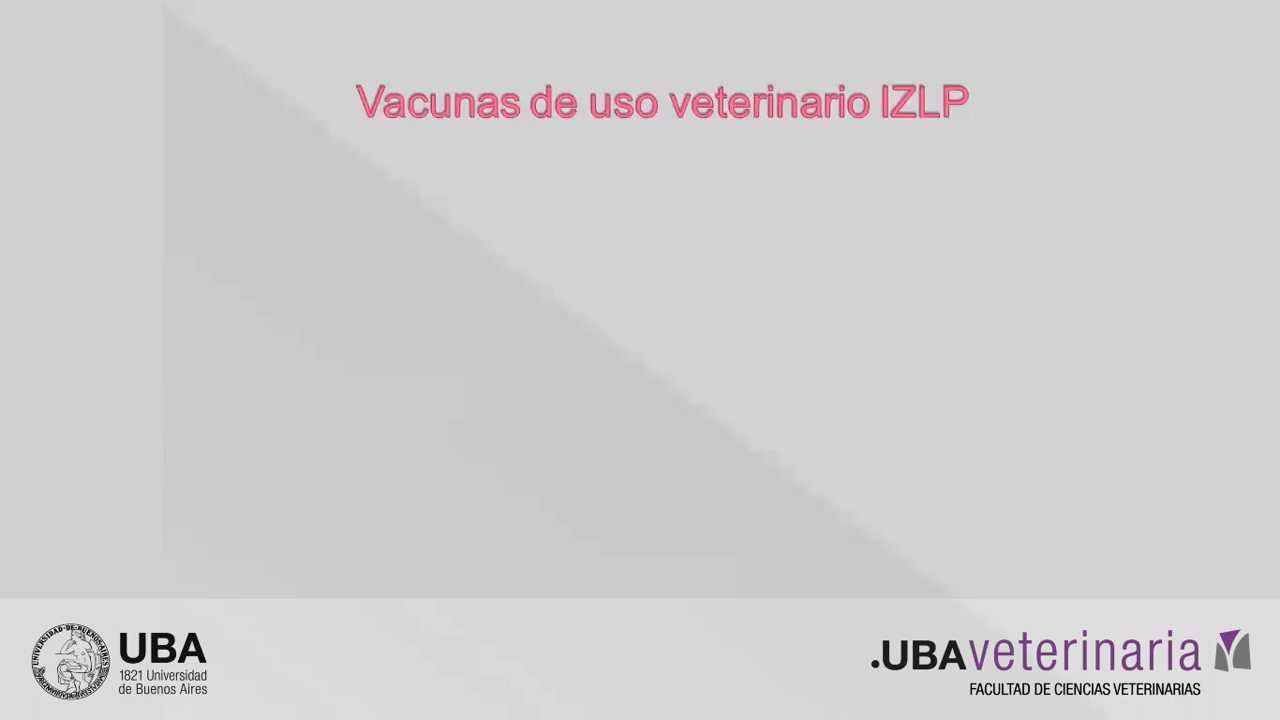 Vacunas de uso veterinario IZLP
UBA
1821 Universidad
de Buenos Aires
.UBAveterinaria
FACULTAD DE CIENCIAS VETERINARIAS